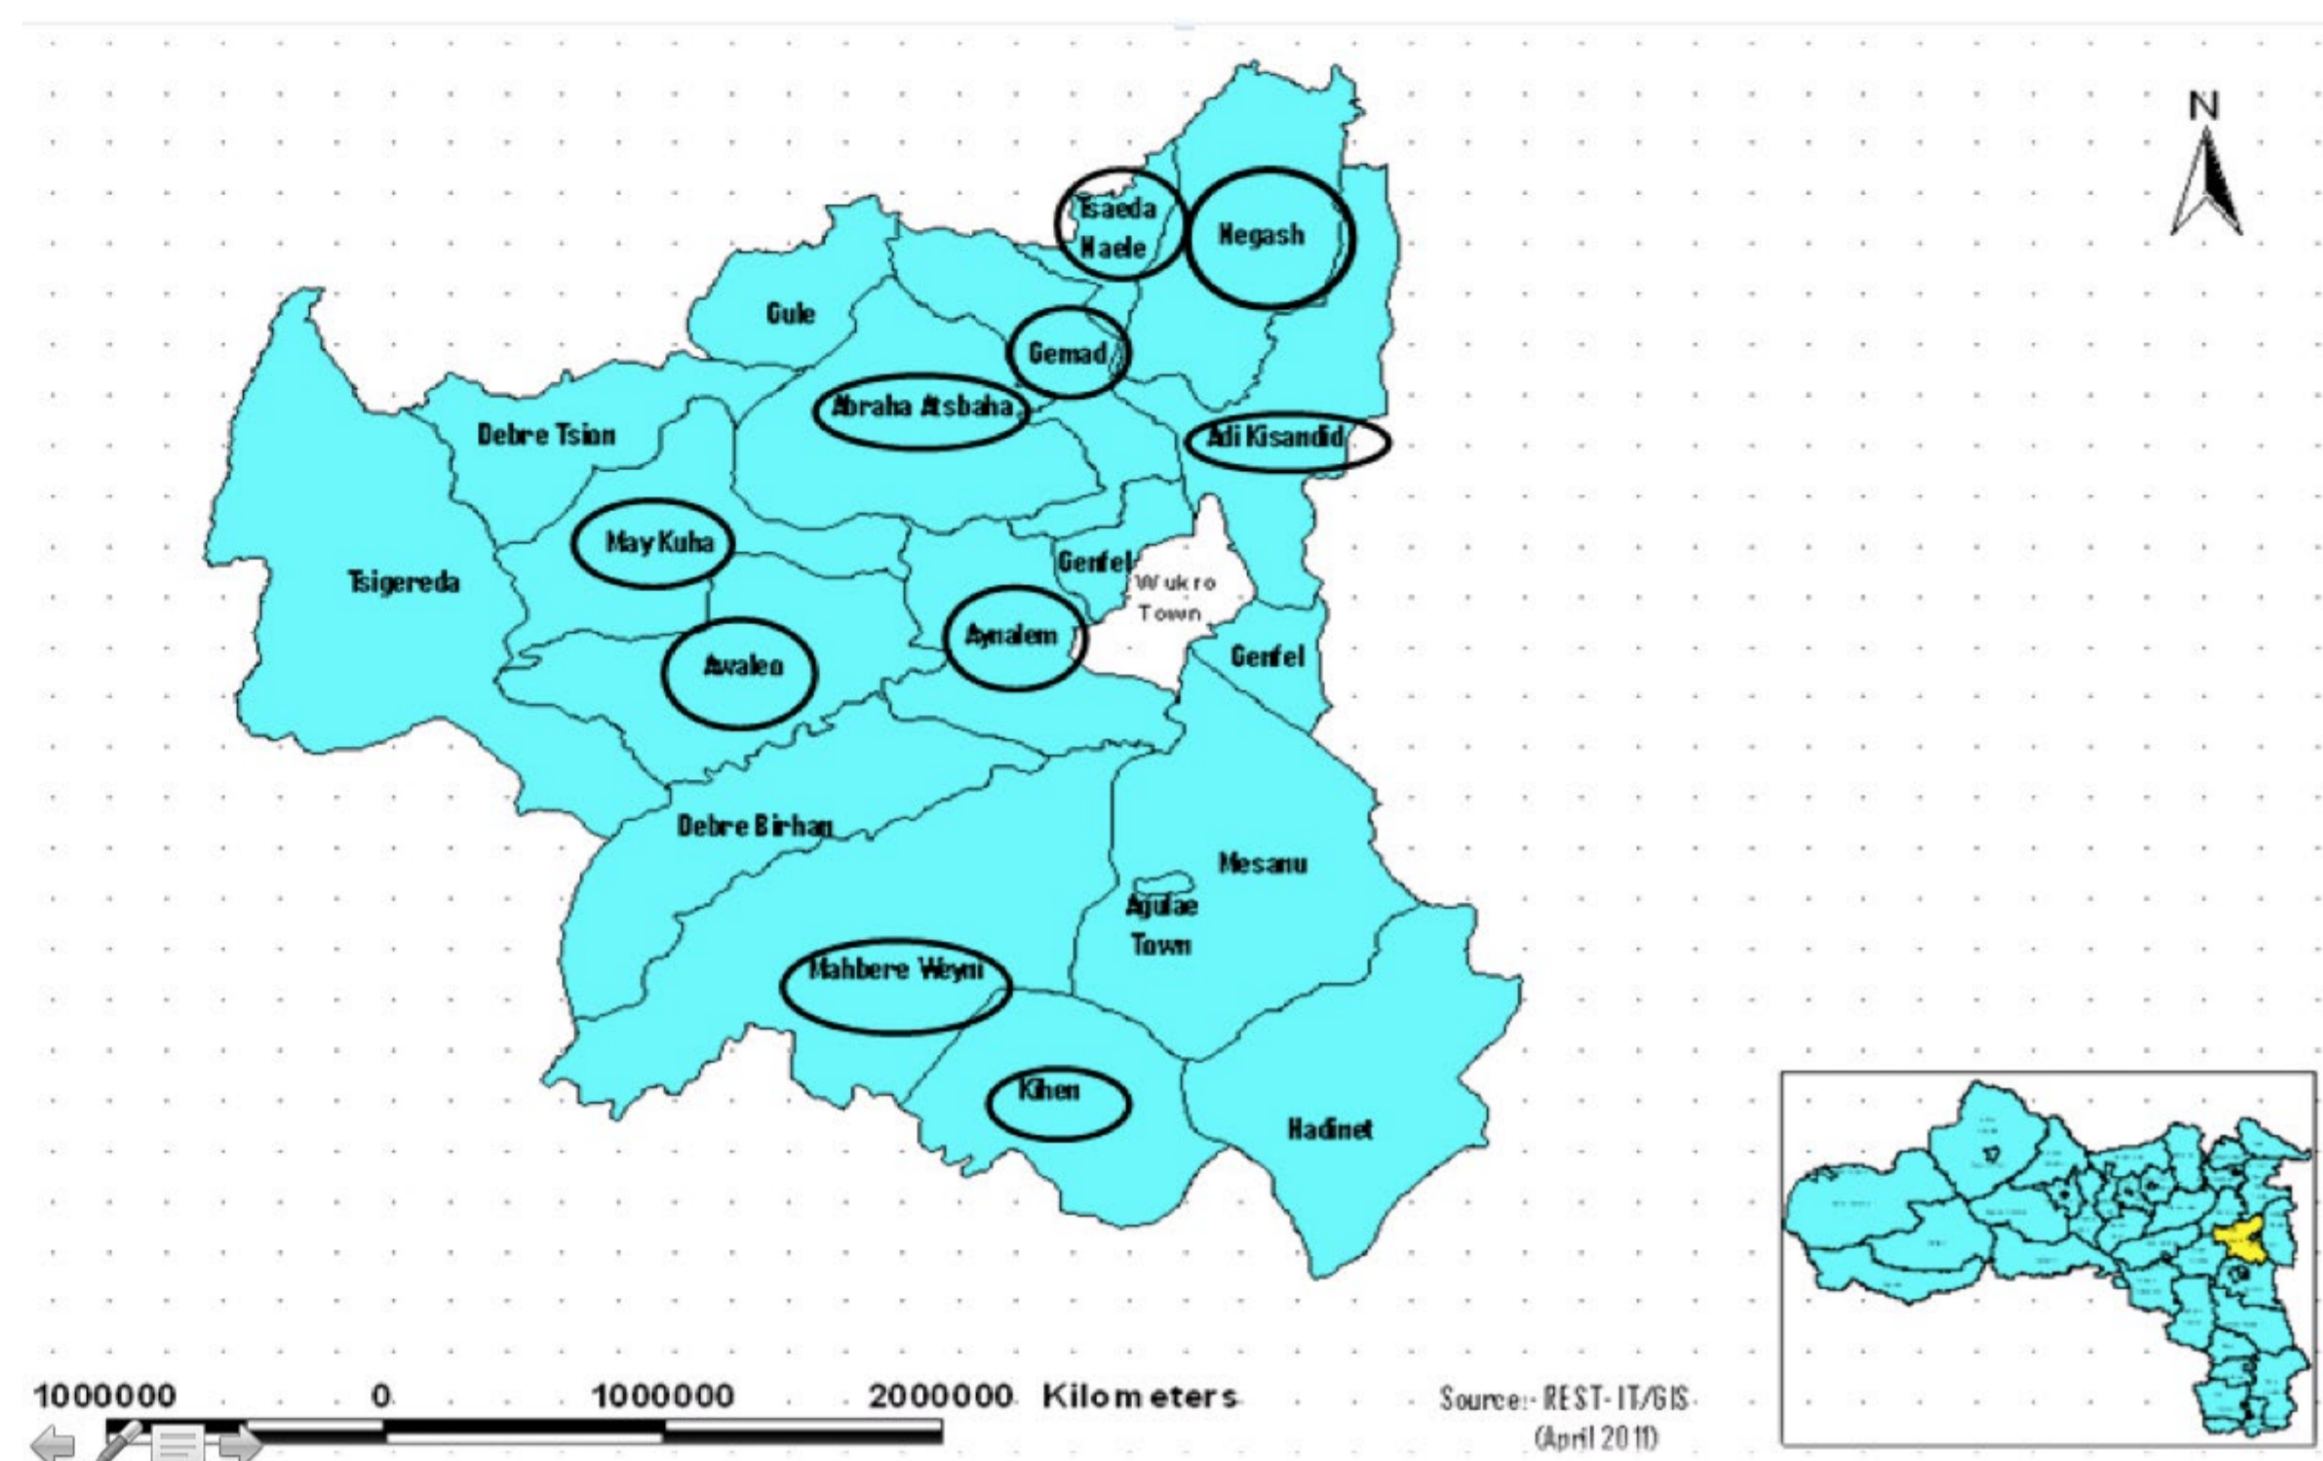 N
Tsaeda
Naele
Negash
Gule
Gemad
Abraha Atsbaha
Adi Kisandid
Debre Tsion
May Kuha
Genfel
Tsigereda
Wukro
Town
Aynalem
Genfel
Awaleo
Debre Birhan
Mesanu
Agulae
Town
Mahbere Weyni
Kihen
Hadinet
1000000 0 1000000 2000000 Kilometers
Source:- REST-IT/GIS
(April 2011)